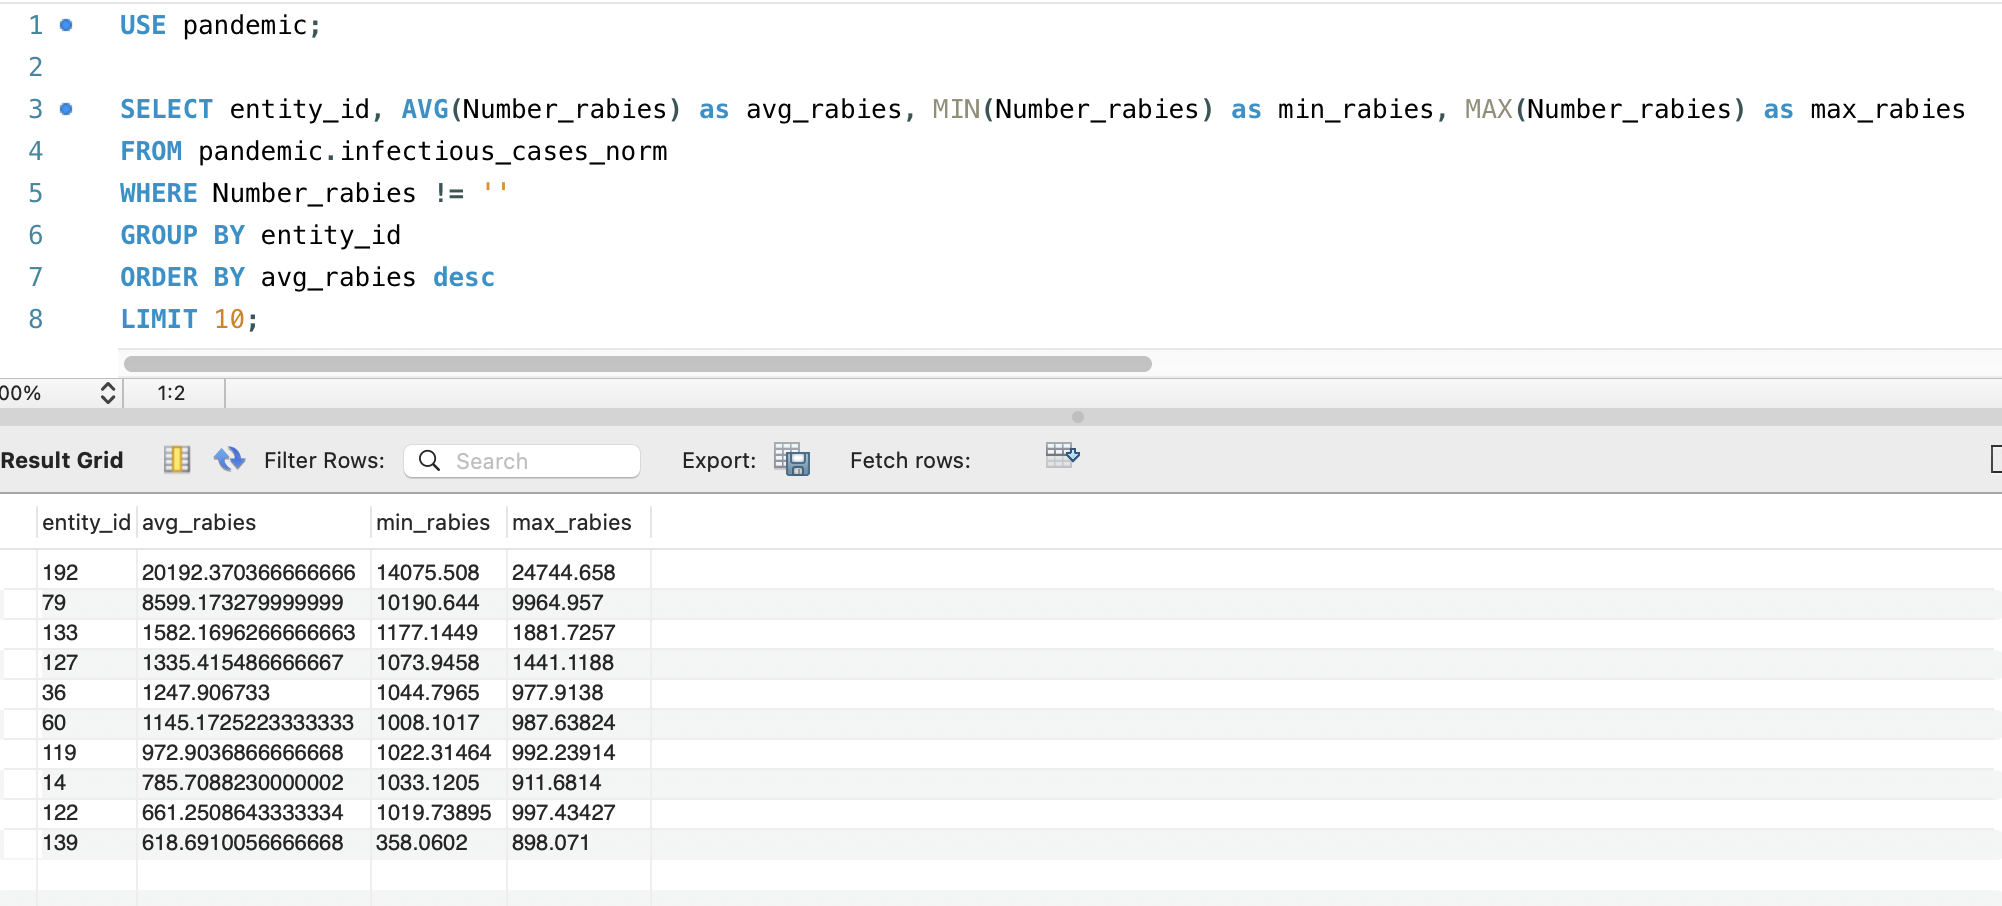 1 USE pandemic;
2
3 SELECT entity_id, AVG(Number_rabies) as avg_rabies, MIN(Number_rabies) as min_rabies, MAX(Number_rabies) as max_rabies
4 FROM pandemic.infectious_cases_norm
5 WHERE Number_rabies != ''
6 GROUP BY entity_id
7 ORDER BY avg_rabies desc
8 LIMIT 10;
00% 1:2
Result Grid Filter Rows: Search Export: Fetch rows:
entity_id avg_rabies min_rabies max_rabies
192 20192.370366666666 14075.508 24744.658
79 8599.173279999999 10190.644 9964.957
133 1582.1696266666663 1177.1449 1881.7257
127 1335.415486666667 1073.9458 1441.1188
36 1247.906733 1044.7965 977.9138
60 1145.1725223333333 1008.1017 987.63824
119 972.9036866666668 1022.31464 992.23914
14 785.7088230000002 1033.1205 911.6814
122 661.2508643333334 1019.73895 997.43427
139 618.6910056666668 358.0602 898.071